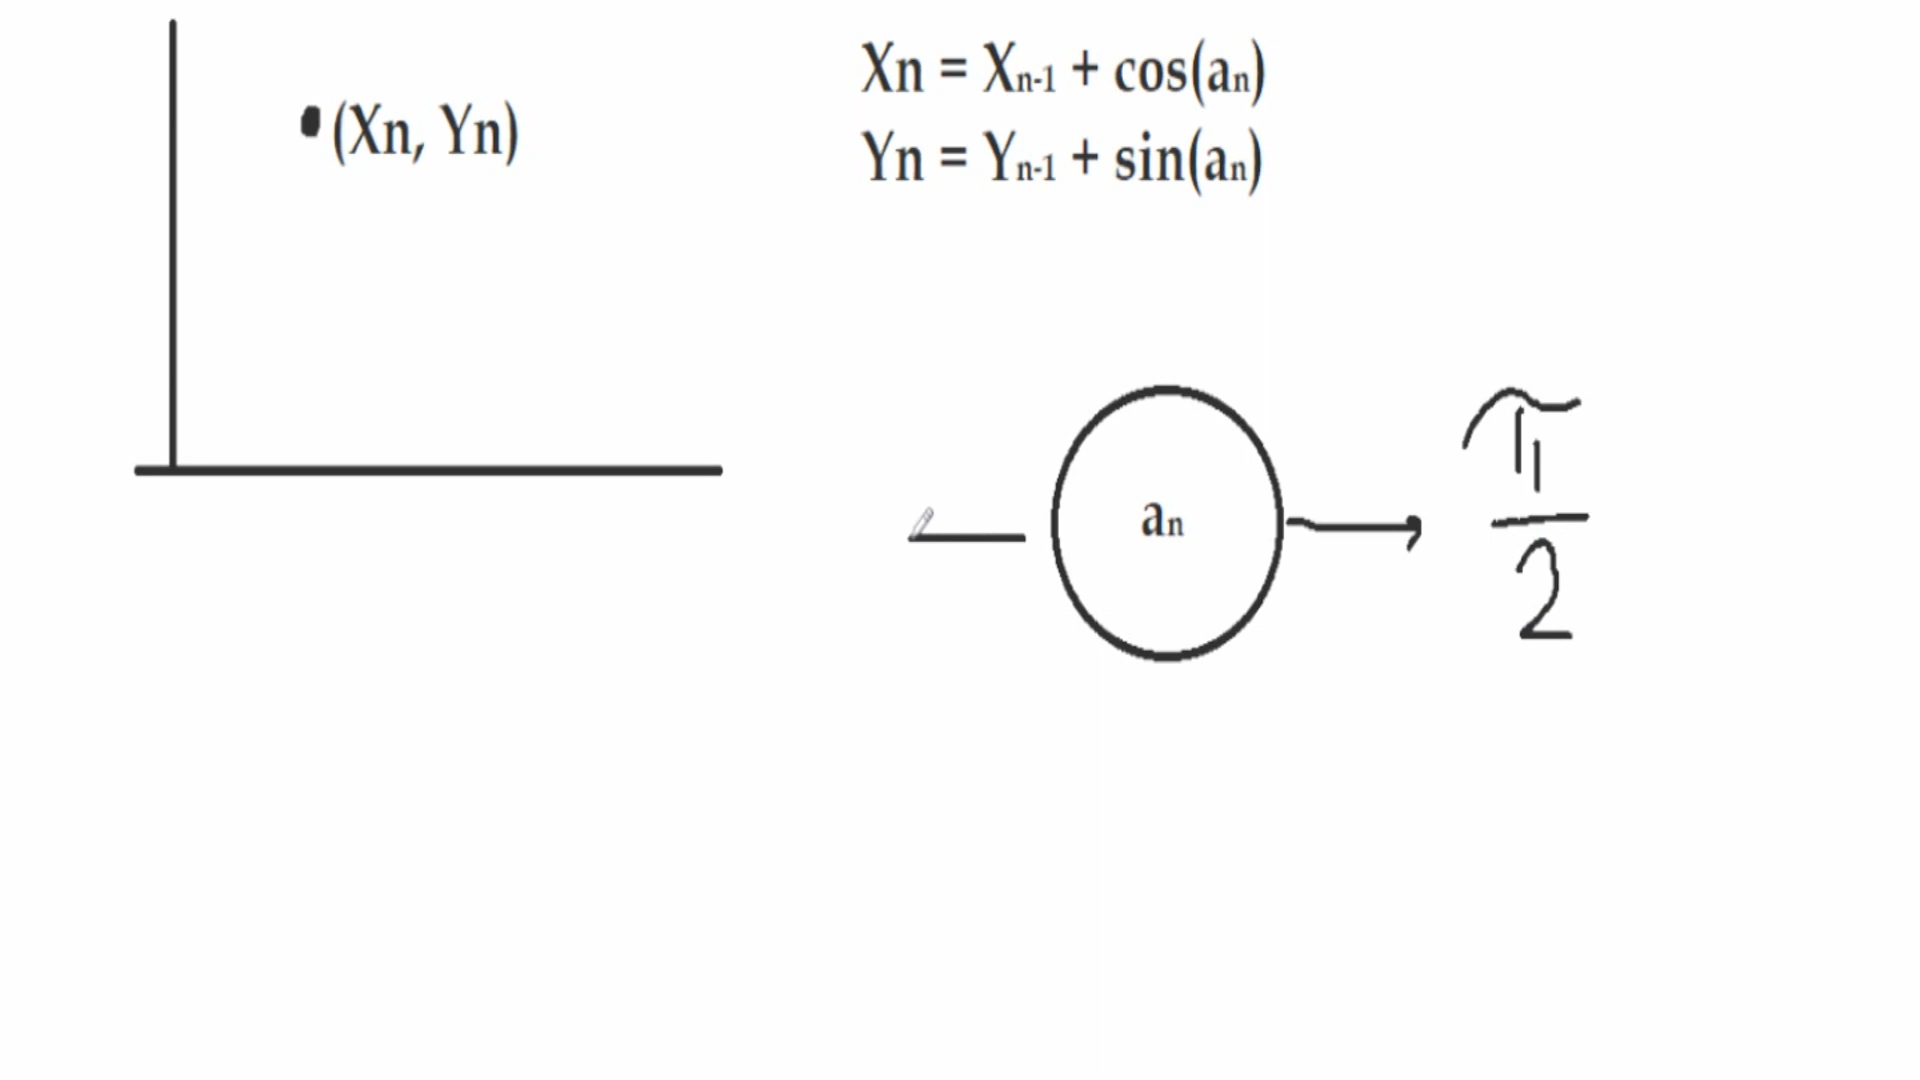 (Xn, Yn)
Xn = Xn-1 + cos(an)
Yn = Yn-1 + sin(an)
an
π
2